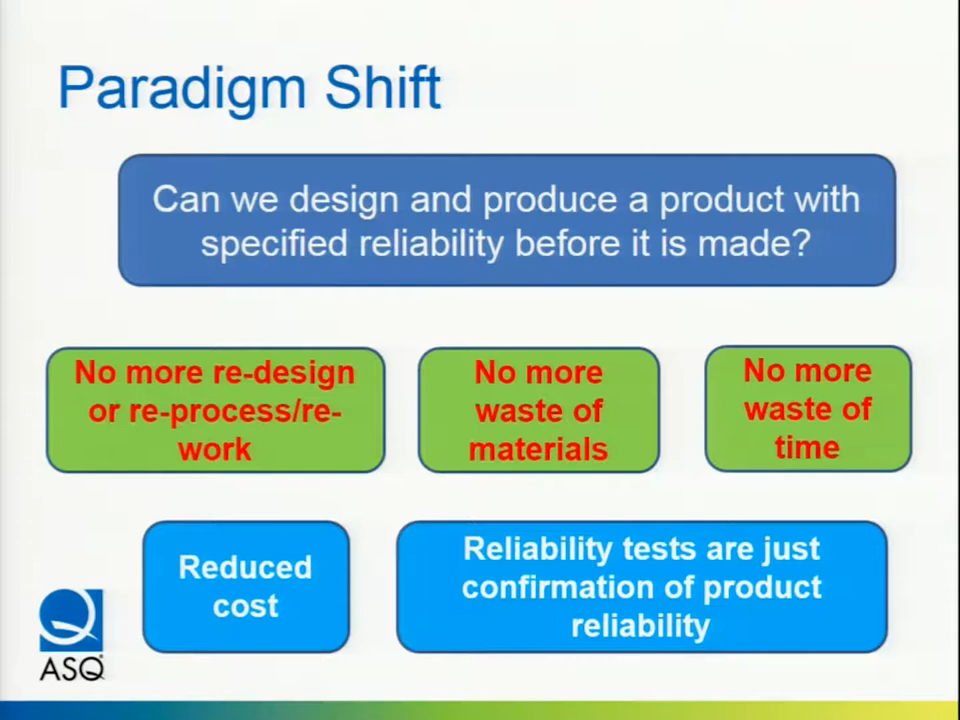 Paradigm Shift
Can we design and produce a product with
specified reliability before it is made?
No more re-design
or re-process/re-
work
No more
waste of
materials
No more
waste of
time
Reduced
cost
Reliability tests are just
confirmation of product
reliability
ASQ